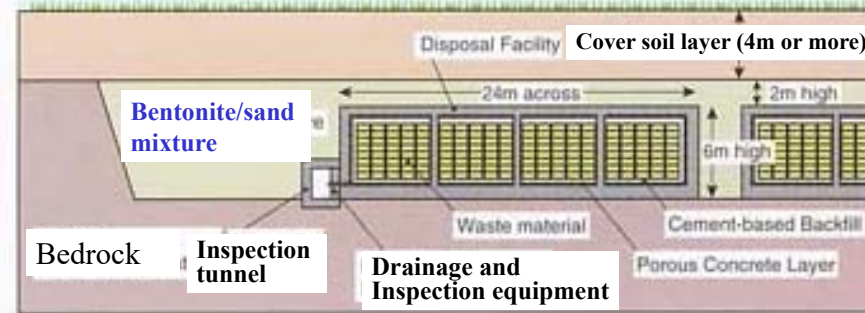 Disposal Facility
Cover soil layer (4m or more)
24m across
2m high
Bentonite/sand
mixture
6m high
Waste material
Cement-based Backfill
Bedrock
Inspection
tunnel
Drainage and
Inspection equipment
Porous Concrete Layer